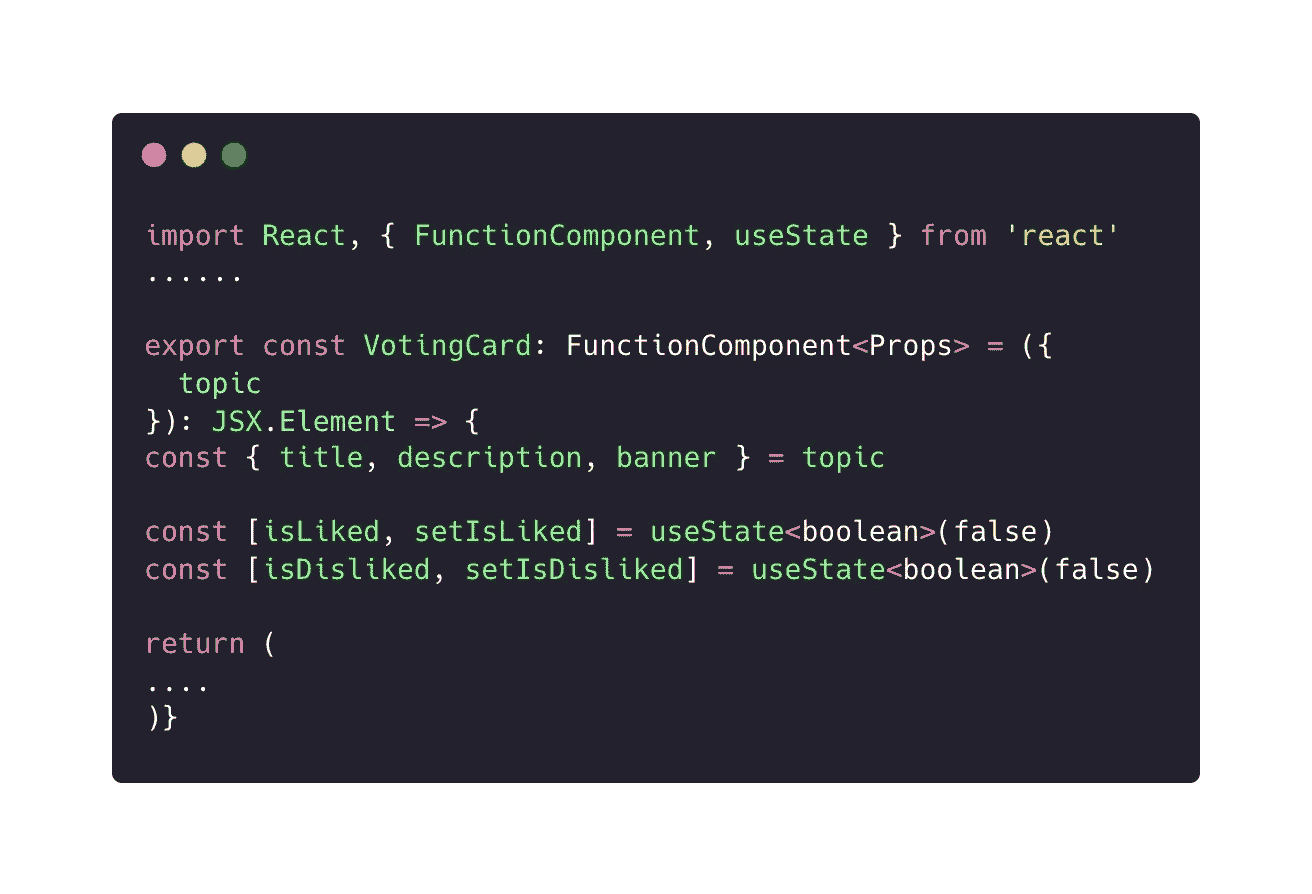 import React, { FunctionComponent, useState } from 'react'
......
export const VotingCard: FunctionComponent<Props> = ({
  topic
}): JSX.Element => {
const { title, description, banner } = topic
const [isLiked, setIsLiked] = useState<boolean>(false)
const [isDisliked, setIsDisliked] = useState<boolean>(false)
return (
....
)}